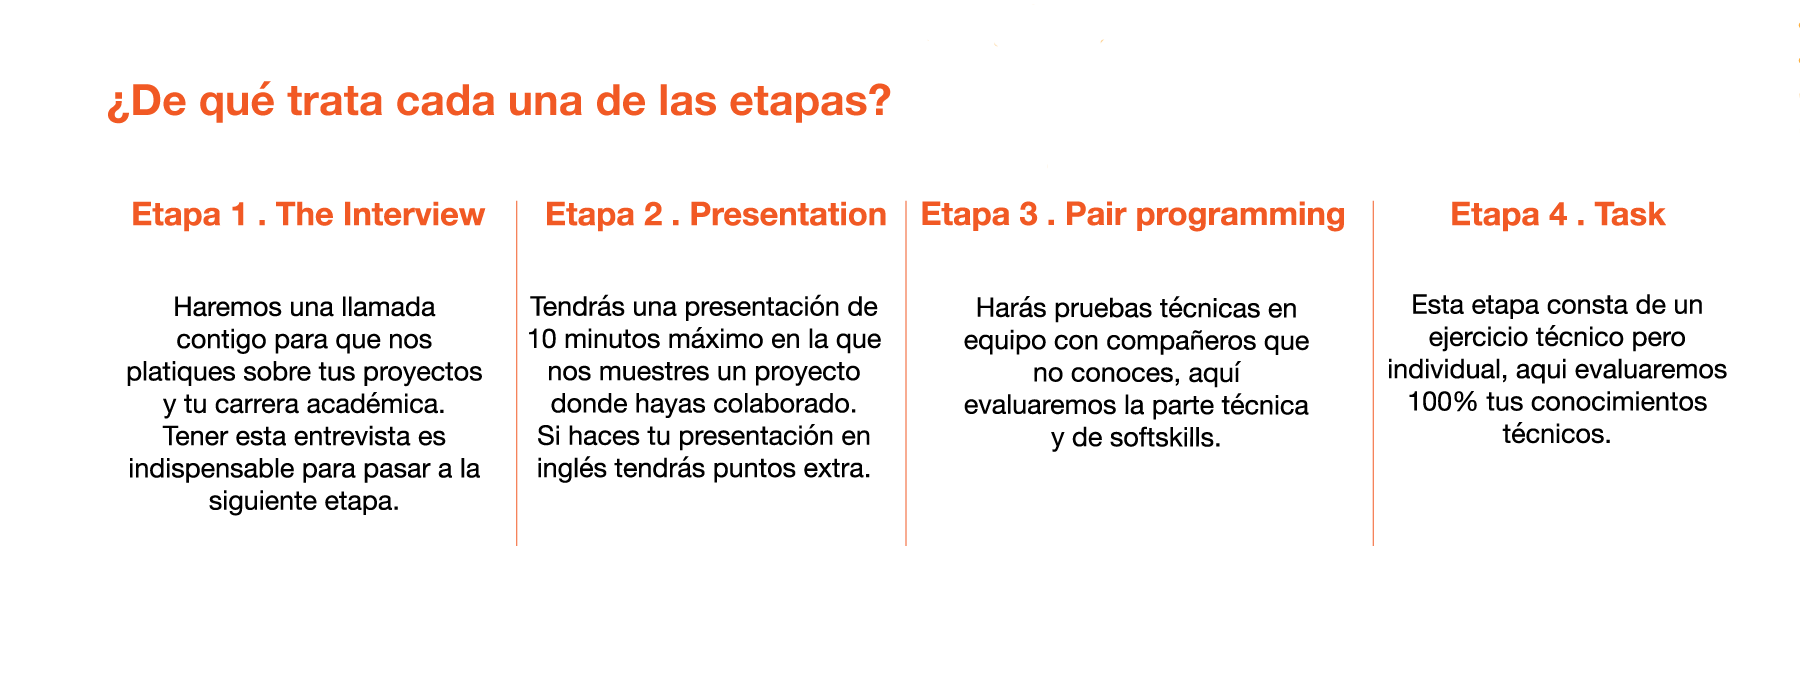 ¿De qué trata cada una de las etapas?
Etapa 1 . The Interview
Haremos una llamada
contigo para que nos
platiques sobre tus proyectos
y tu carrera académica.
Tener esta entrevista es
indispensable para pasar a la
siguiente etapa.
Etapa 2 . Presentation
Tendrás una presentación de
10 minutos máximo en la que
nos muestres un proyecto
donde hayas colaborado.
Si haces tu presentación en
inglés tendrás puntos extra.
Etapa 3 . Pair programming
Harás pruebas técnicas en
equipo con compañeros que
no conoces, aquí
evaluaremos la parte técnica
y de softskills.
Etapa 4 . Task
Esta etapa consta de un
ejercicio técnico pero
individual, aqui evaluaremos
100% tus conocimientos
técnicos.